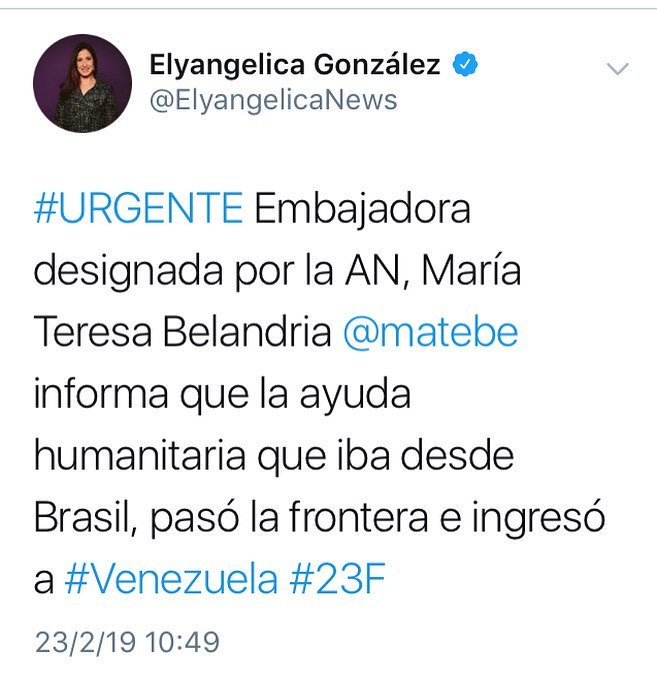 Elyangelica González
@ElyangelicaNews
#URGENTE Embajadora
designada por la AN, María
Teresa Belandria @matebe
informa que la ayuda
humanitaria que iba desde
Brasil, pasó la frontera e ingresó
a #Venezuela #23F
23/2/19 10:49